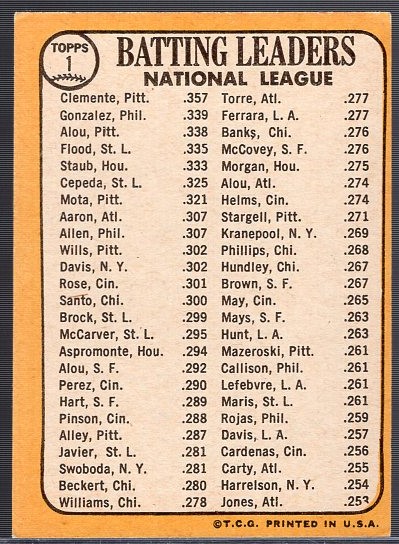 TOPPS
1
BATTING LEADERS
NATIONAL LEAGUE
Clemente, Pitt. .357
Gonzalez, Phil. .339
Alou, Pitt. .338
Flood, St. L. .335
Staub, Hou. .333
Cepeda, St. L. .325
Mota, Pitt. .321
Aaron, Atl. .307
Allen, Phil. .307
Wills, Pitt. .302
Davis, N. Y. .302
Rose, Cin. .301
Santo, Chi. .300
Brock, St. L. .299
McCarver, St. L. .295
Aspromonte, Hou. .294
Alou, S. F. .292
Perez, Cin. .290
Hart, S. F. .289
Pinson, Cin. .288
Alley, Pitt. .287
Javier, St. L. .281
Swoboda, N. Y. .281
Beckert, Chi. .280
Williams, Chi. .278
Torre, Atl. .277
Ferrara, L. A. .277
Banks, Chi. .276
McCovey, S. F. .276
Morgan, Hou. .275
Alou, Atl. .274
Helms, Cin. .274
Stargell, Pitt. .271
Kranepool, N. Y. .269
Phillips, Chi. .268
Hundley, Chi. .267
Brown, S. F. .267
May, Cin. .265
Mays, S. F. .263
Hunt, L. A. .263
Mazeroski, Pitt. .261
Callison, Phil. .261
Lefebvre, L. A. .261
Maris, St. L. .261
Rojas, Phil. .259
Davis, L. A. .257
Cardenas, Cin. .256
Carty, Atl. .255
Harrelson, N. Y. .254
Jones, Atl. .253
© T.C.G. PRINTED IN U.S.A.